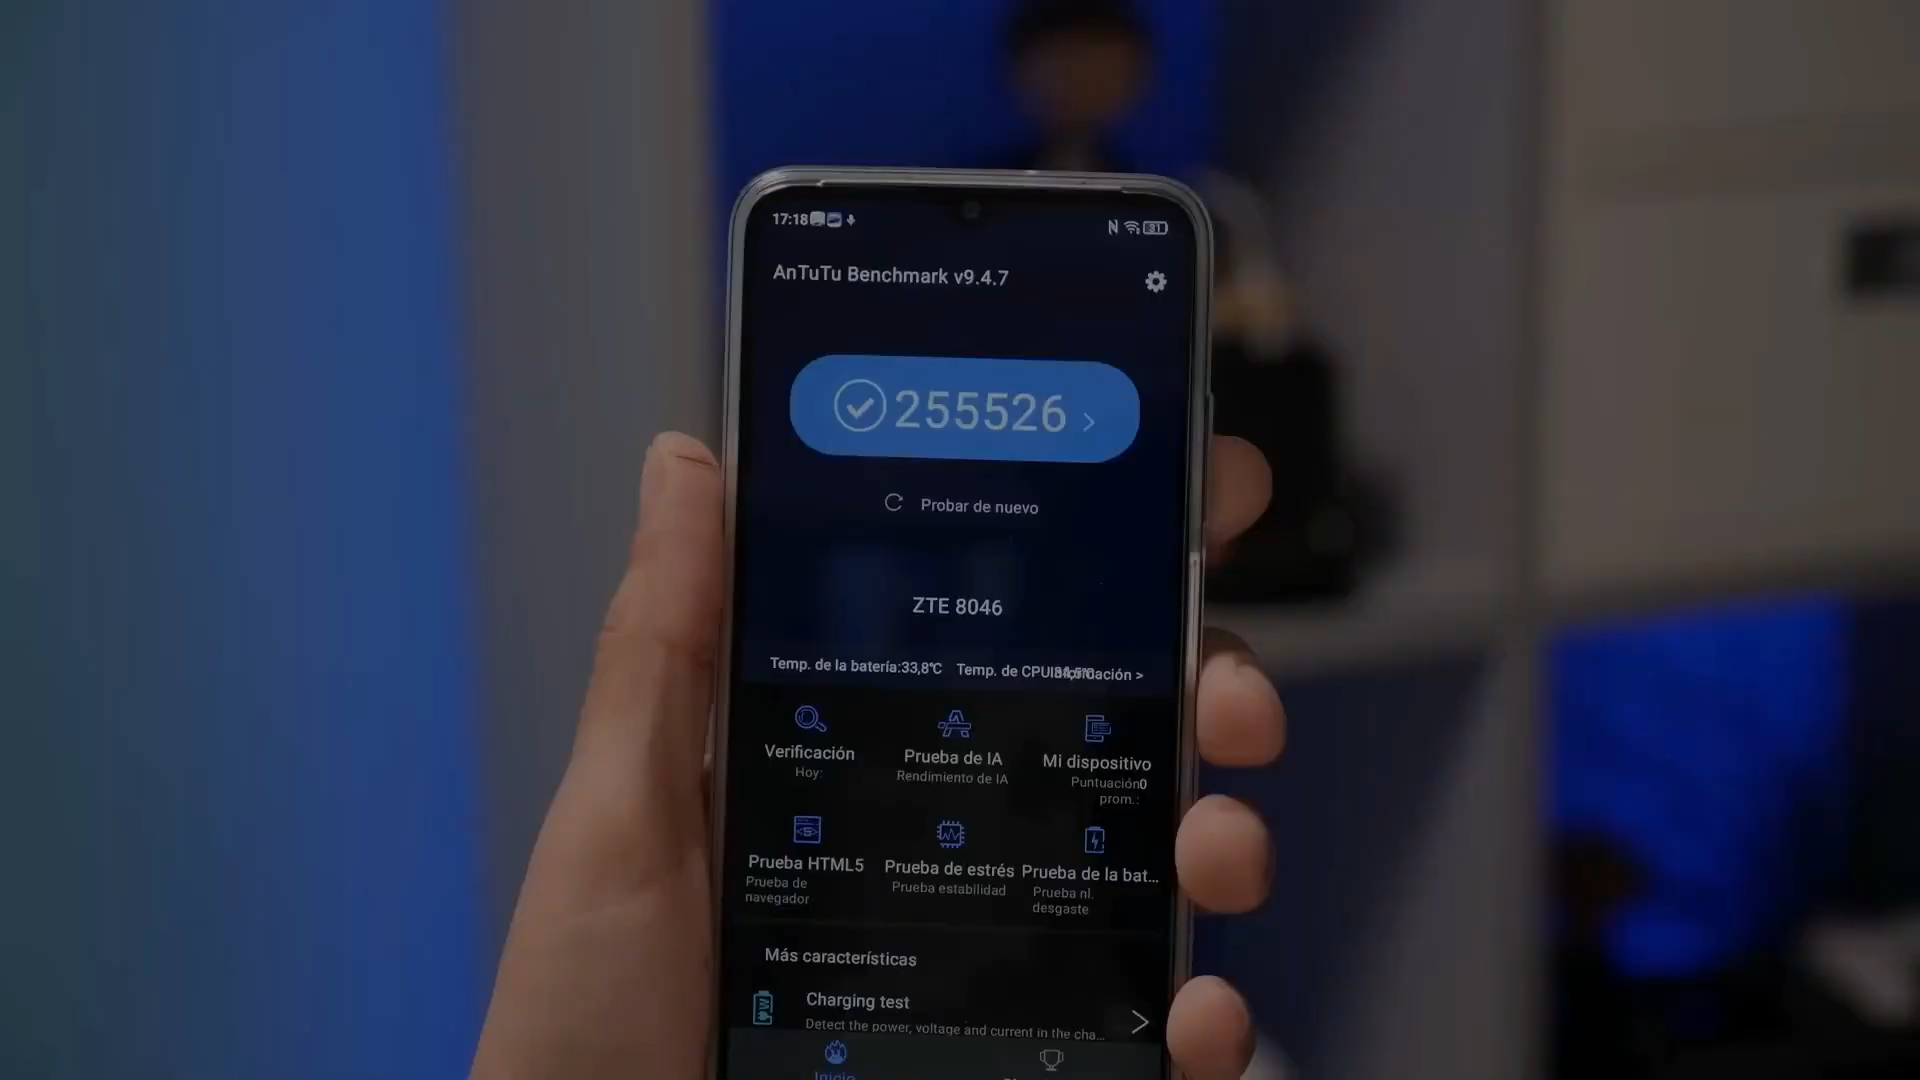 17:18
31
AnTuTu Benchmark v9.4.7
255526
Probar de nuevo
ZTE 8046
Temp. de la batería:33,8℃ Temp. de CPU
Verificación
Hoy:
Prueba de IA
Rendimiento de IA
Mi dispositivo
Puntuación0
prom.:
Prueba HTML5
Prueba de
navegador
Prueba de estrés
Prueba estabilidad
Prueba de la bat...
Prueba nl.
desgaste
Más características
Charging test
Detect the power, voltage and current in the cha...
Inicio